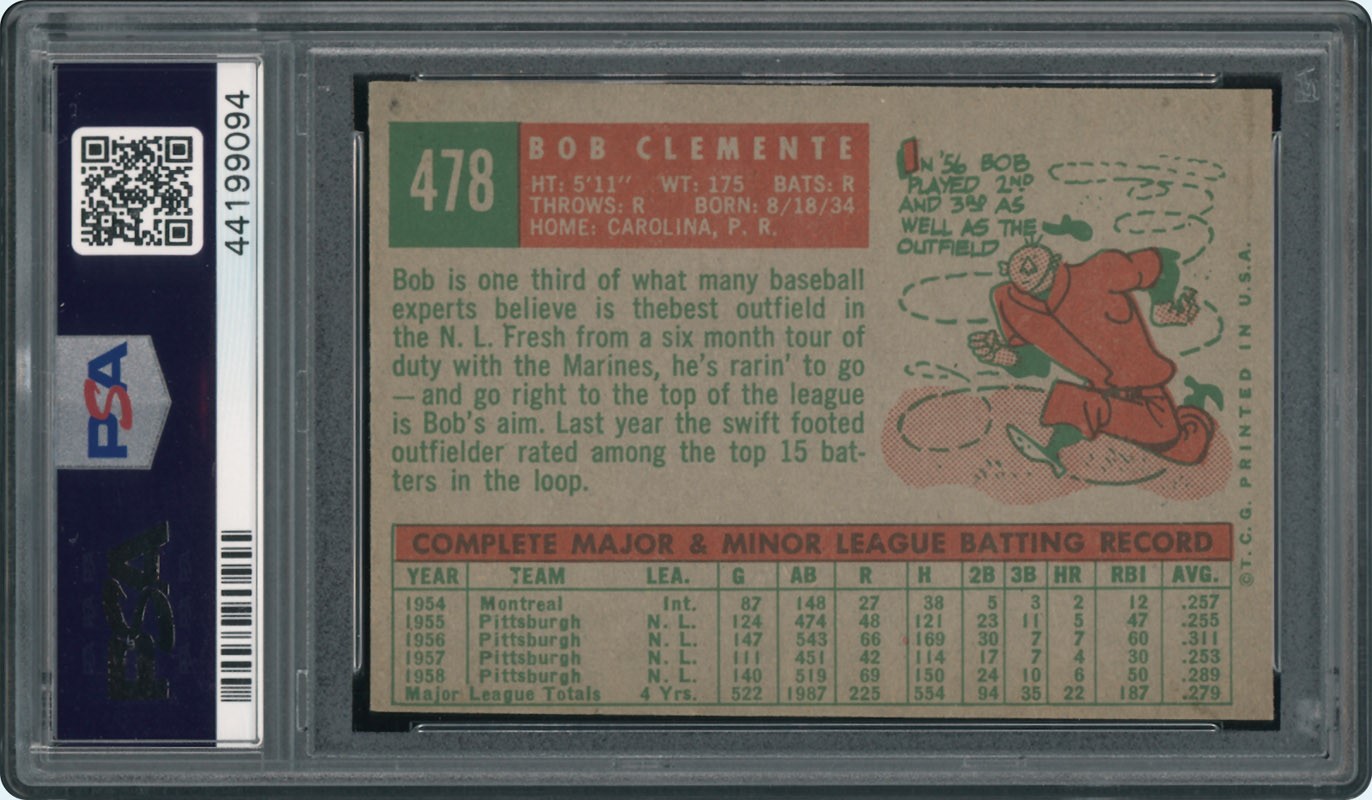 44199094
PSA
PSA
478
BOB CLEMENTE
HT: 5'11" WT: 175 BATS: R
THROWS: R BORN: 8/18/34
HOME: CAROLINA, P. R.
Bob is one third of what many baseball
experts believe is thebest outfield in
the N. L. Fresh from a six month tour of
duty with the Marines, he's rarin' to go
— and go right to the top of the league
is Bob's aim. Last year the swift footed
outfielder rated among the top 15 bat-
ters in the loop.
IN '56 BOB
PLAYED 2ND
AND 3RD AS
WELL AS THE
OUTFIELD
©T. C. G. PRINTED IN U.S.A.
COMPLETE MAJOR & MINOR LEAGUE BATTING RECORD
YEAR TEAM LEA. G AB R H 2B 3B HR RBI AVG.
1954 Montreal Int. 87 148 27 38 5 3 2 12 .257
1955 Pittsburgh N. L. 124 474 48 121 23 11 5 47 .255
1956 Pittsburgh N. L. 147 543 66 169 30 7 7 60 .311
1957 Pittsburgh N. L. 111 451 42 114 17 7 4 30 .253
1958 Pittsburgh N. L. 140 519 69 150 24 10 6 50 .289
Major League Totals 4 Yrs. 522 1987 225 554 94 35 22 187 .279